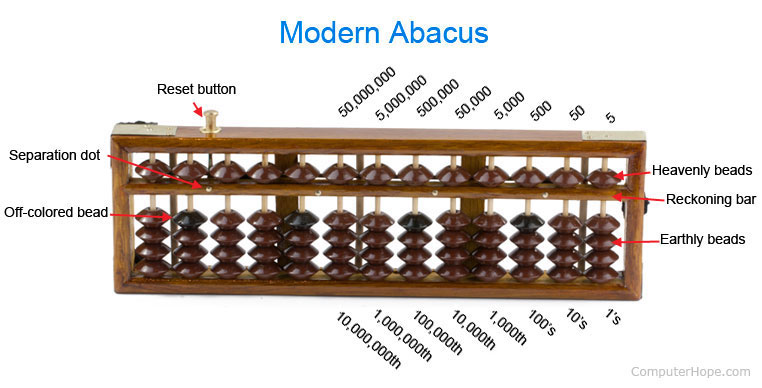 Modern Abacus
Reset button
50,000,000
5,000,000
500,000
50,000
5,000
500
50
5
Separation dot
Heavenly beads
Off-colored bead
Reckoning bar
Earthly beads
10,000,000th
1,000,000th
100,000th
10,000th
1,000th
100's
10's
1's
ComputerHope.com